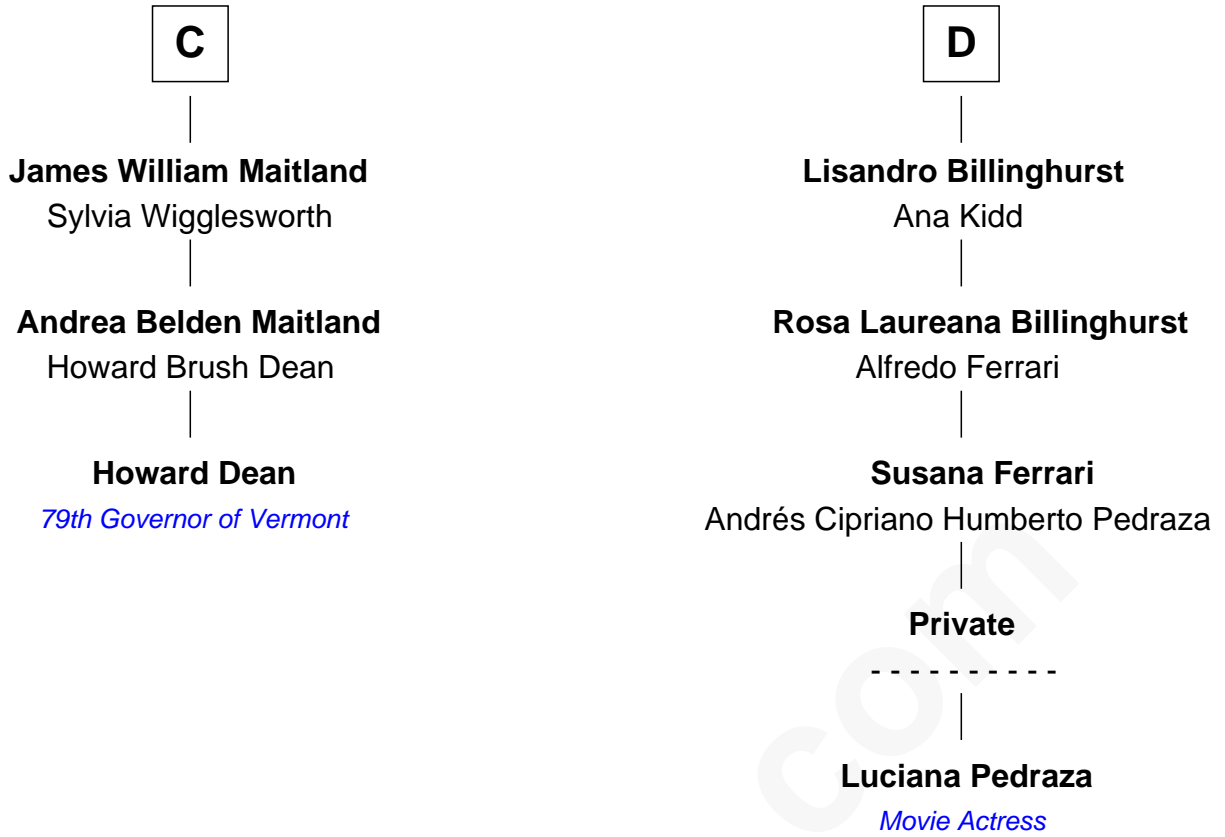 C
James William Maitland
Sylvia Wigglesworth
Andrea Belden Maitland
Howard Brush Dean
Howard Dean
79th Governor of Vermont
D
Lisandro Billinghurst
Ana Kidd
Rosa Laureana Billinghurst
Alfredo Ferrari
Susana Ferrari
Andrés Cipriano Humberto Pedraza
Private
- - - - - - - - - -
Luciana Pedraza
Movie Actress
com